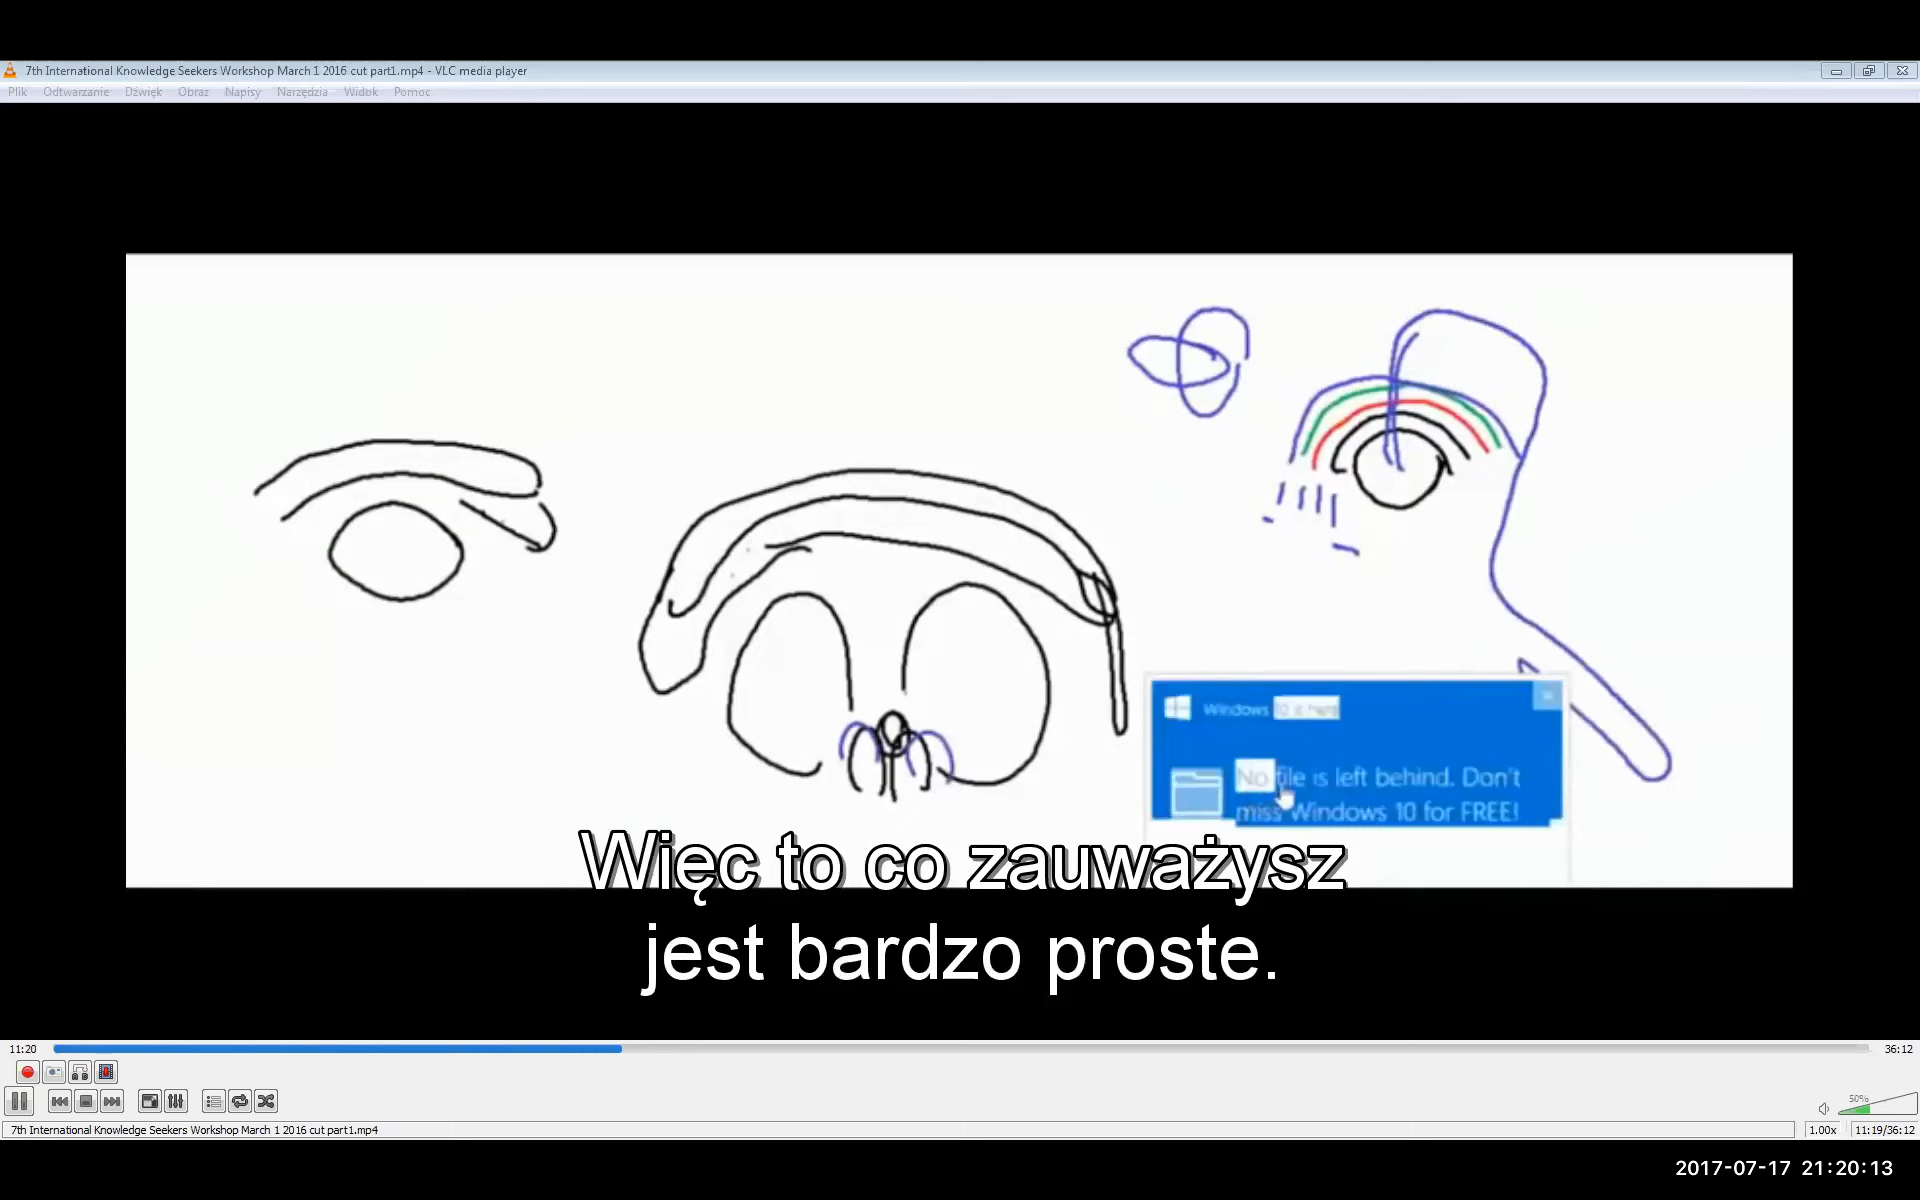 7th International Knowledge Seekers Workshop March 1 2016 cut part1.mp4 - VLC media player
Plik Odtwarzanie Dźwięk Obraz Napisy Narzędzia Widok Pomoc
Windows 10 is here
No file is left behind. Don't
miss Windows 10 for FREE!
Więc to co zauważysz
jest bardzo proste.
11:20
36:12
50%
7th International Knowledge Seekers Workshop March 1 2016 cut part1.mp4
1.00x
11:19/36:12
2017-07-17 21:20:13